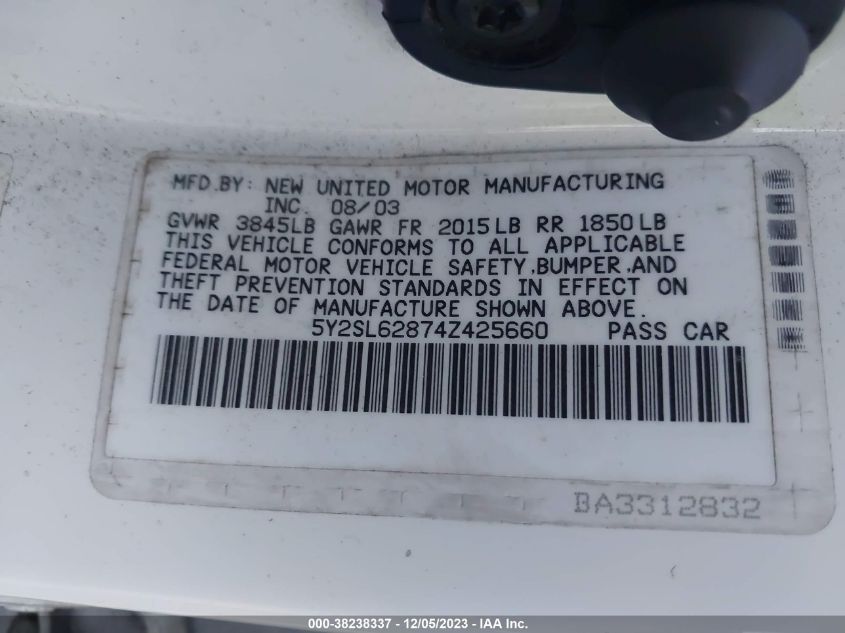 MFD.BY: NEW UNITED MOTOR MANUFACTURING
INC. 08/03
GVWR 3845LB GAWR FR 2015LB RR 1850LB
THIS VEHICLE CONFORMS TO ALL APPLICABLE
FEDERAL MOTOR VEHICLE SAFETY,BUMPER,AND
THEFT PREVENTION STANDARDS IN EFFECT ON
THE DATE OF MANUFACTURE SHOWN ABOVE.
5Y2SL62874Z425660 PASS CAR
BA3312832
000-38238337 - 12/05/2023 - IAA Inc.